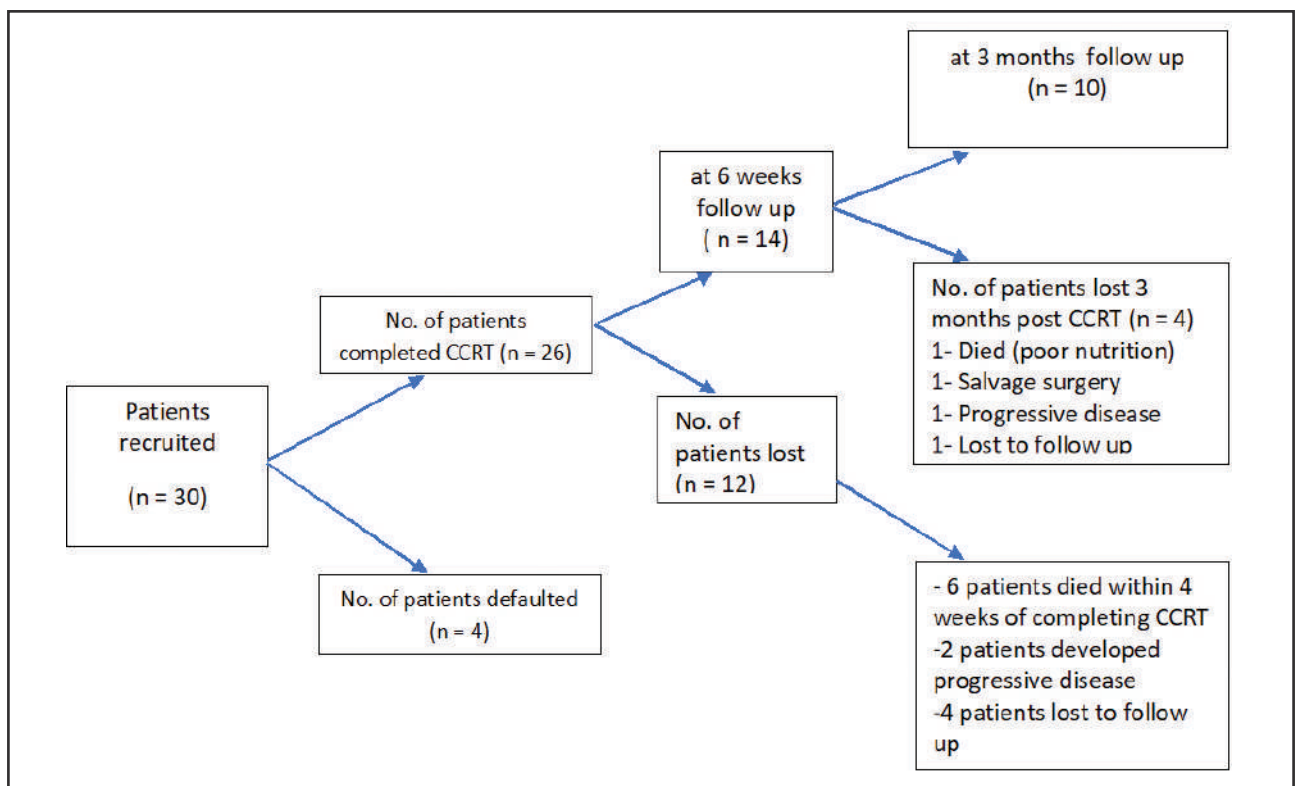 Patients
recruited
(n = 30)
No. of patients
completed CCRT (n = 26)
No. of patients defaulted
(n = 4)
at 6 weeks
follow up
( n = 14)
No. of
patients lost
(n = 12)
at 3 months follow up
(n = 10)
No. of patients lost 3
months post CCRT (n = 4)
1- Died (poor nutrition)
1- Salvage surgery
1- Progressive disease
1- Lost to follow up
- 6 patients died within 4
weeks of completing CCRT
-2 patients developed
progressive disease
-4 patients lost to follow
up